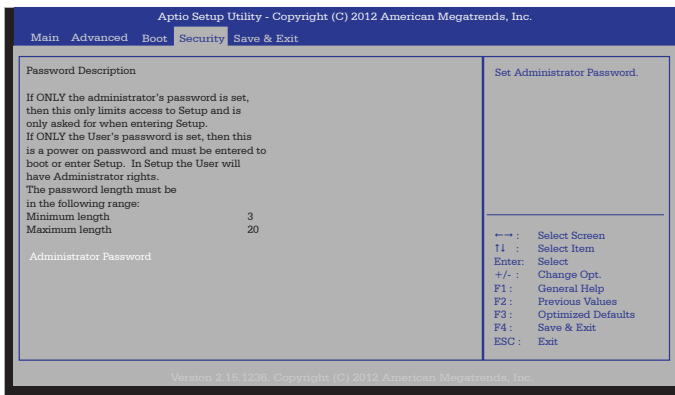 Aptio Setup Utility - Copyright (C) 2012 American Megatrends, Inc.
Main Advanced Boot Security Save & Exit
Password Description
If ONLY the administrator's password is set,
then this only limits access to Setup and is
only asked for when entering Setup.
If ONLY the User's password is set, then this
is a power on password and must be entered to
boot or enter Setup. In Setup the User will
have Administrator rights.
The password length must be
in the following range:
Minimum length 3
Maximum length 20
Administrator Password
Set Administrator Password.
←→ : Select Screen
↑↓ : Select Item
Enter: Select
+/- : Change Opt.
F1 : General Help
F2 : Previous Values
F3 : Optimized Defaults
F4 : Save & Exit
ESC : Exit
Version 2.15.1236. Copyright (C) 2012 American Megatrends, Inc.